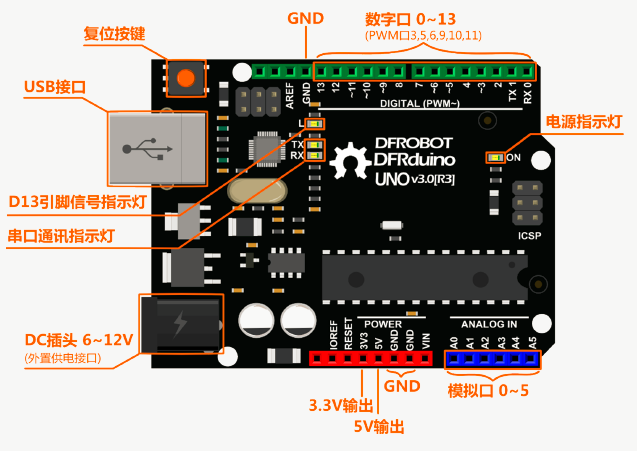 GND
数字口 0~13
(PWM口3,5,6,9,10,11)
复位按键
USB接口
AREF
GND
13
12
~11
~10
~9
8
7
~6
~5
4
~3
2
TX 1
RX 0
DIGITAL (PWM~)
L
TX
RX
DFROBOT
DFRduino
UNO v3.0[R3]
电源指示灯
ON
ICSP
D13引脚信号指示灯
串口通讯指示灯
DC插头 6~12V
(外置供电接口)
POWER
ANALOG IN
IOREF
RESET
3V3
5V
GND
GND
VIN
A0
A1
A2
A3
A4
A5
GND
模拟口 0~5
3.3V输出
5V输出